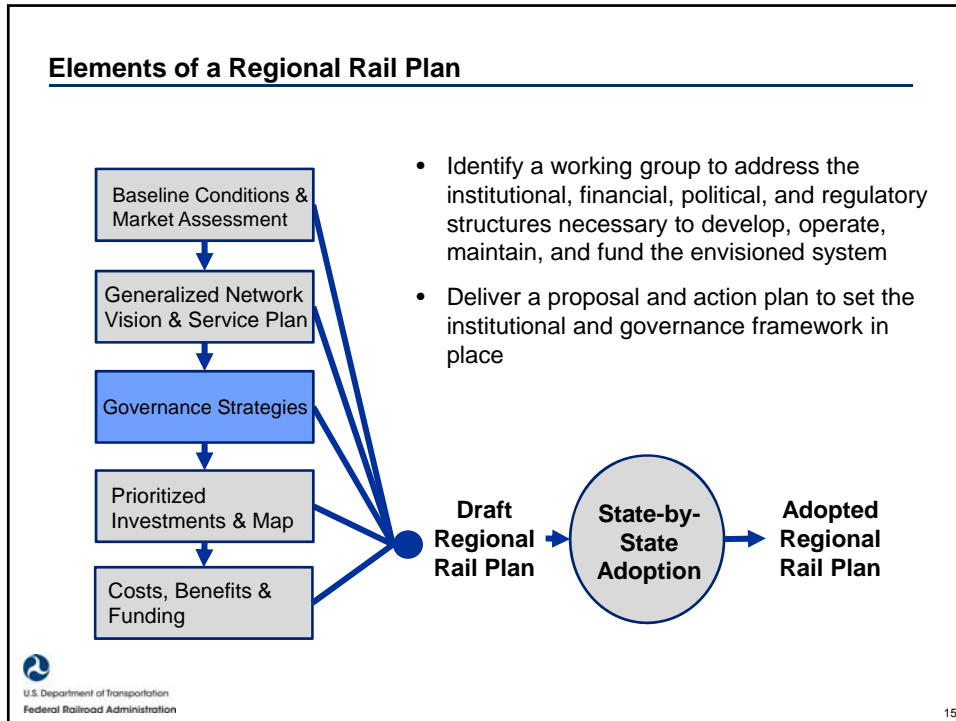 Elements of a Regional Rail Plan
Baseline Conditions &
Market Assessment
Generalized Network
Vision & Service Plan
Governance Strategies
Prioritized
Investments & Map
Costs, Benefits &
Funding
• Identify a working group to address the
institutional, financial, political, and regulatory
structures necessary to develop, operate,
maintain, and fund the envisioned system
• Deliver a proposal and action plan to set the
institutional and governance framework in
place
Draft
Regional
Rail Plan
State-by-
State
Adoption
Adopted
Regional
Rail Plan
U.S. Department of Transportation
Federal Railroad Administration
15